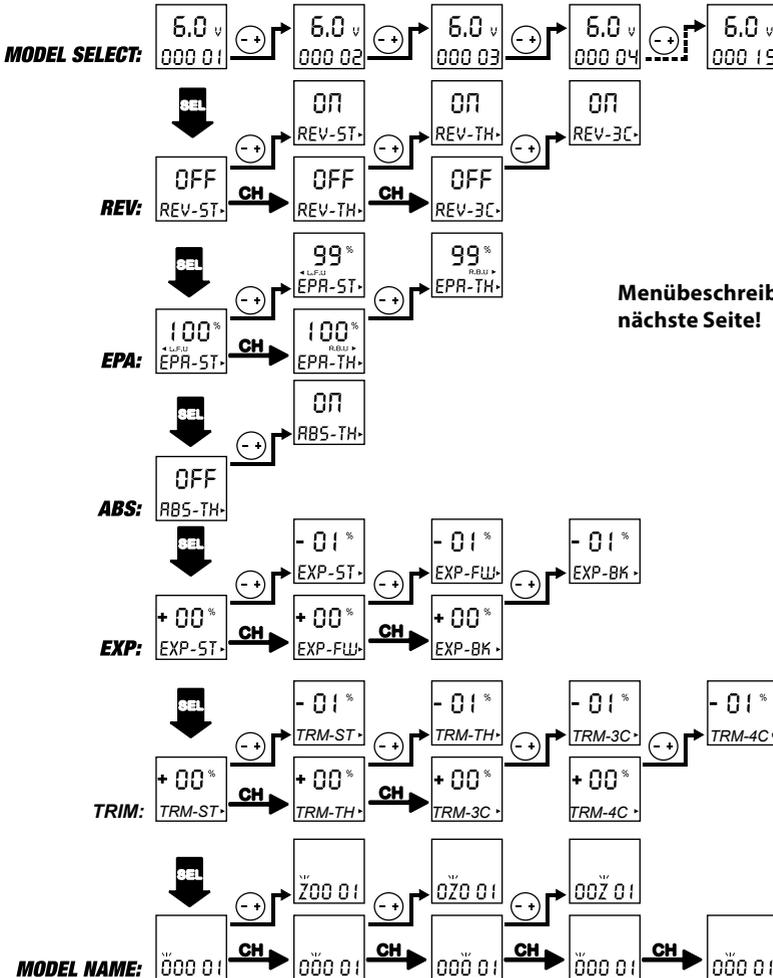 6.0 v 6.0 v 6.0 v 6.0 v 6.0 v
MODEL SELECT: 000 01 - + 000 02 - + 000 03 - + 000 04 - + 000 15
SEL
ON ON ON
REV-ST REV-TH REV-3C
- + - + - +
OFF OFF OFF
REV: REV-ST CH REV-TH CH REV-3C
SEL
99 % 99 %
L.F.U R.B.U
EPA-ST EPA-TH
- + - +
100 % 100 %
L.F.U R.B.U
EPA: EPA-ST CH EPA-TH
nächste Seite!
SEL
ON
ABS-TH
- +
OFF
ABS: ABS-TH
SEL
- 01 % - 01 % - 01 %
EXP-ST EXP-FW EXP-BK
- + - + - +
+ 00 % + 00 % + 00 %
EXP: EXP-ST CH EXP-FW CH EXP-BK
SEL
- 01 % - 01 % - 01 % - 01 %
TRM-ST TRM-TH TRM-3C TRM-4C
- + - + - + - +
+ 00 % + 00 % + 00 % + 00 %
TRIM: TRM-ST CH TRM-TH CH TRM-3C TRM-4C
SEL
Z00 01 0Z0 01 00Z 01
- + - + - +
MODEL NAME: 000 01 CH 000 01 CH 000 01 CH 000 01 CH 000 01